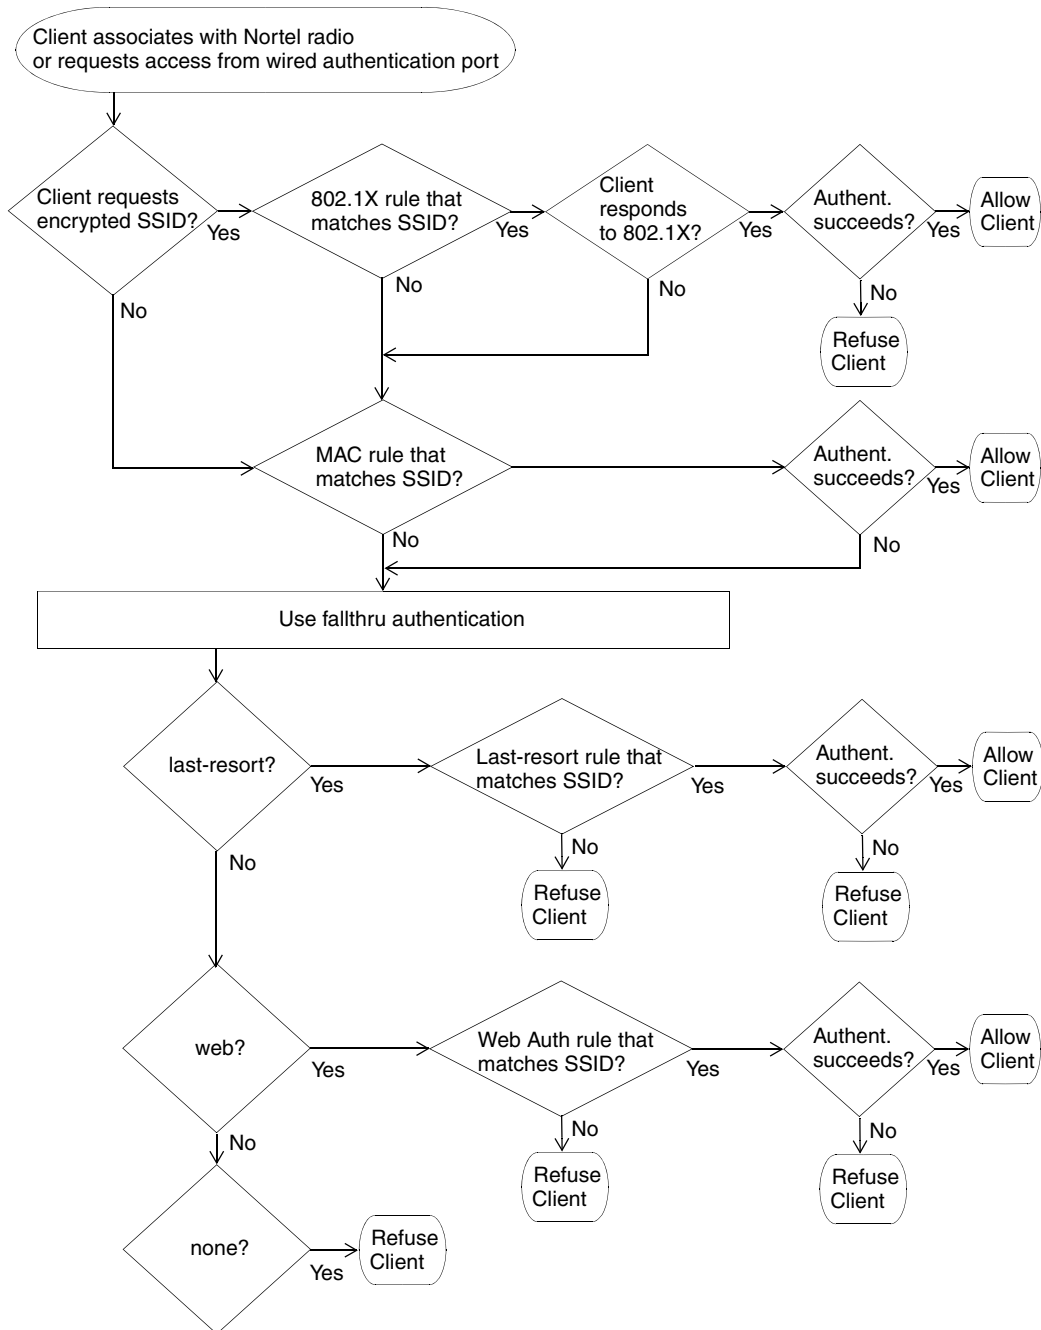 Client associates with Nortel radio
or requests access from wired authentication port
Client requests
encrypted SSID?
Yes
No
802.1X rule that
matches SSID?
Yes
No
Client
responds
to 802.1X?
Yes
No
Authent.
succeeds?
Yes
No
Allow
Client
Refuse
Client
MAC rule that
matches SSID?
No
Authent.
succeeds?
Yes
No
Allow
Client
Use fallthru authentication
last-resort?
Yes
No
Last-resort rule that
matches SSID?
Yes
No
Refuse
Client
Authent.
succeeds?
Yes
No
Allow
Client
Refuse
Client
web?
Yes
No
Web Auth rule that
matches SSID?
Yes
No
Refuse
Client
Authent.
succeeds?
Yes
No
Allow
Client
Refuse
Client
none?
Yes
Refuse
Client